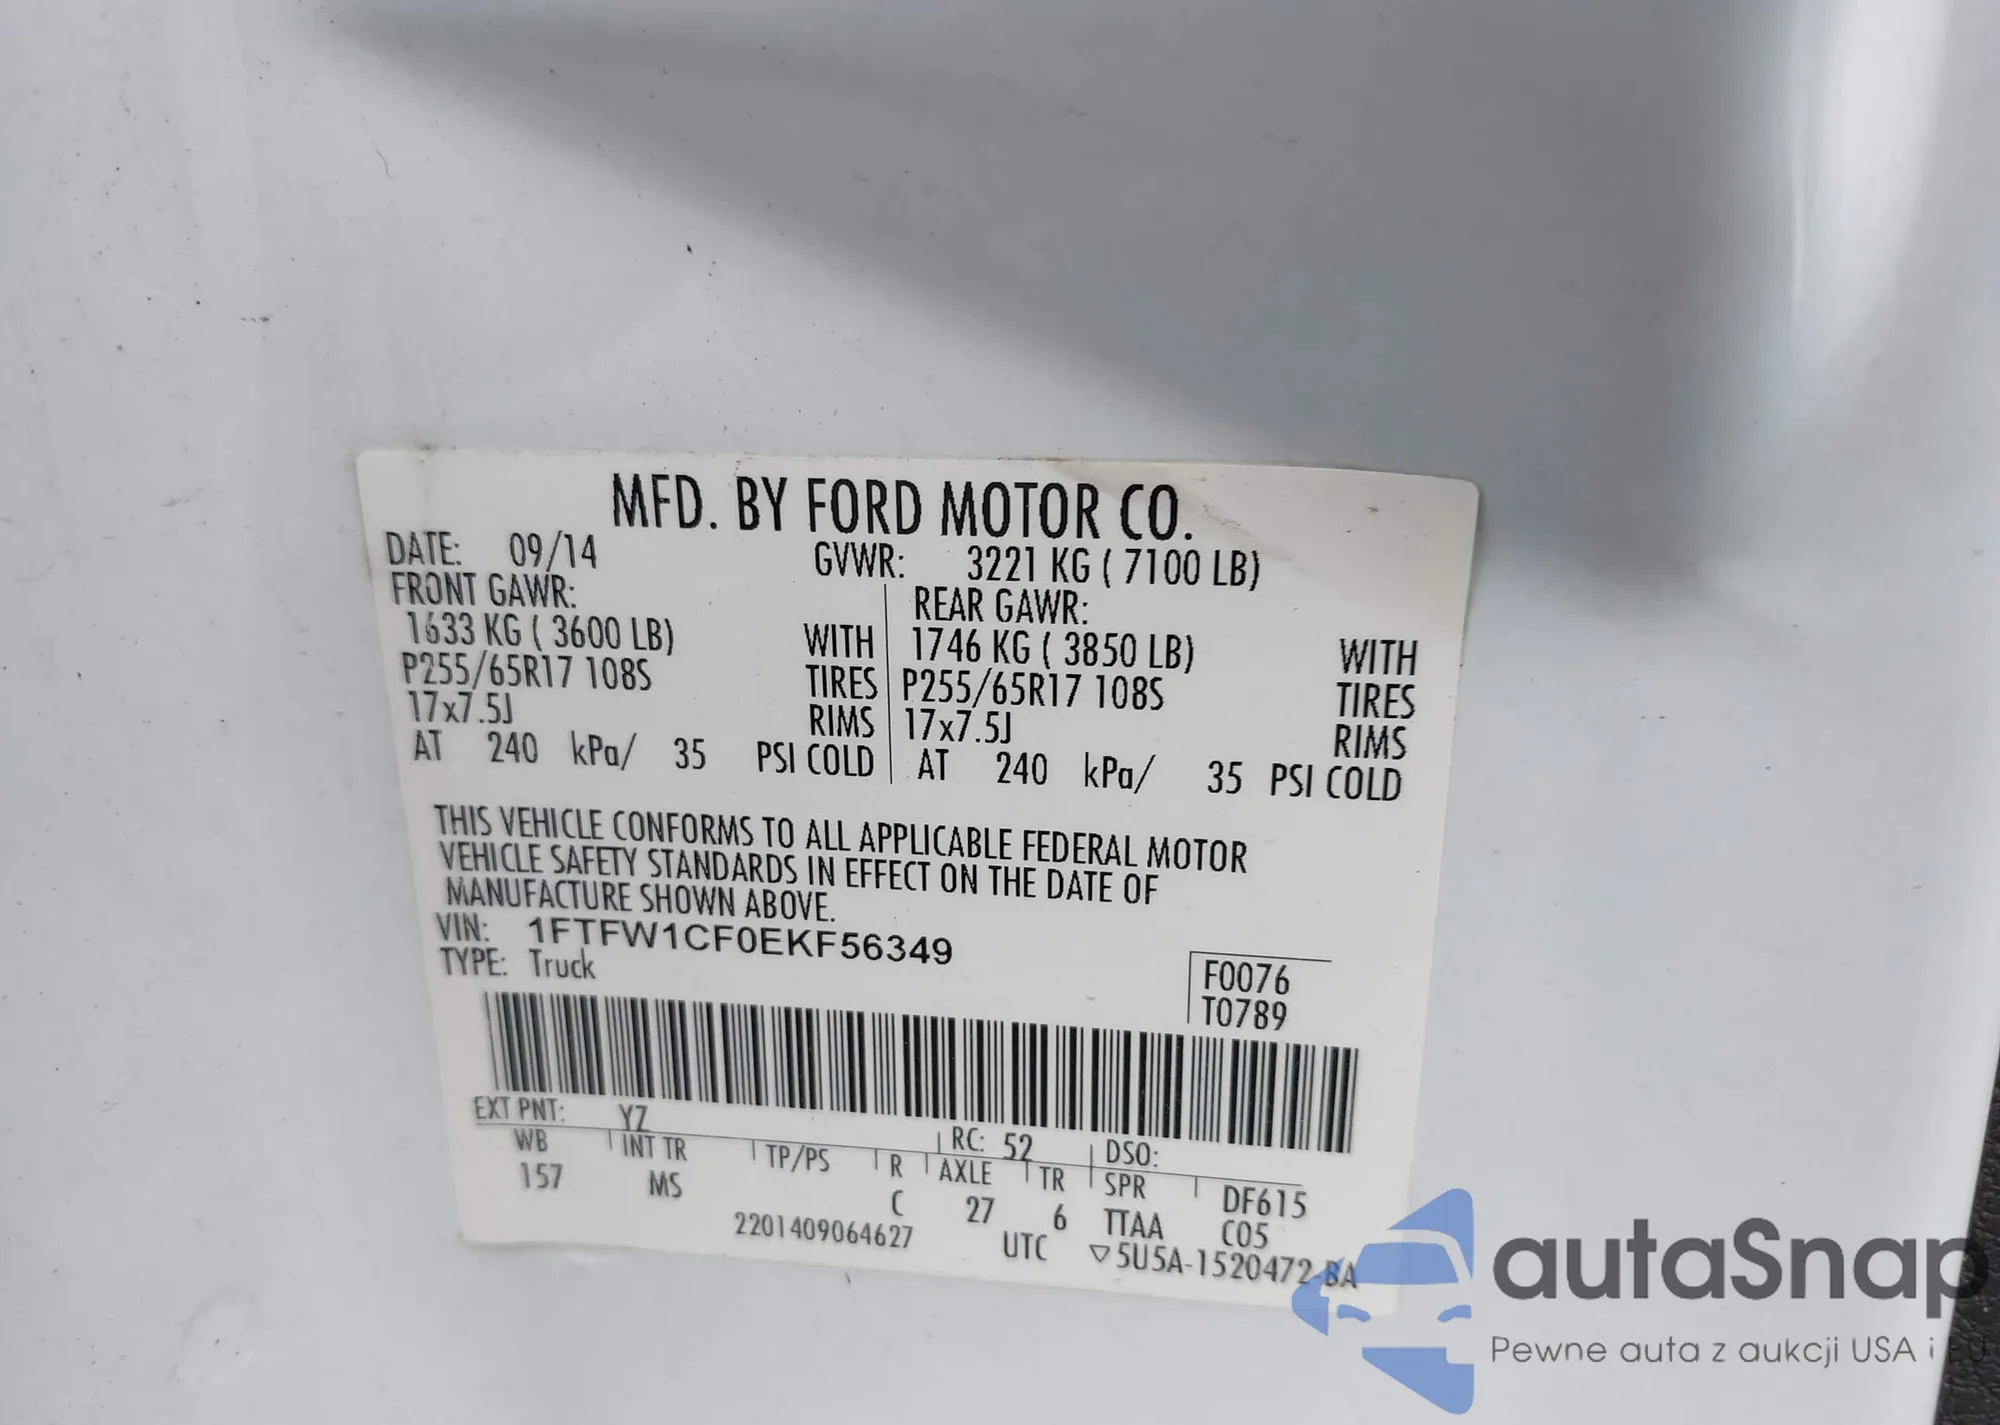 MFD. BY FORD MOTOR CO.
DATE: 09/14 GVWR: 3221 KG ( 7100 LB)
FRONT GAWR: REAR GAWR:
1633 KG ( 3600 LB) WITH 1746 KG ( 3850 LB) WITH
P255/65R17 108S TIRES P255/65R17 108S TIRES
17x7.5J RIMS 17x7.5J RIMS
AT 240 kPa/ 35 PSI COLD AT 240 kPa/ 35 PSI COLD
THIS VEHICLE CONFORMS TO ALL APPLICABLE FEDERAL MOTOR
VEHICLE SAFETY STANDARDS IN EFFECT ON THE DATE OF
MANUFACTURE SHOWN ABOVE.
VIN: 1FTFW1CF0EKF56349
TYPE: Truck
F0076
T0789
EXT PNT: YZ RC: 52 DSO:
WB INT TR TP/PS R AXLE TR SPR DF615
157 MS C 27 6 TTAA C05
2201409064627 UTC ▽5U5A-1520472-BA
autaSnap
Pewne auta z aukcji USA i EU